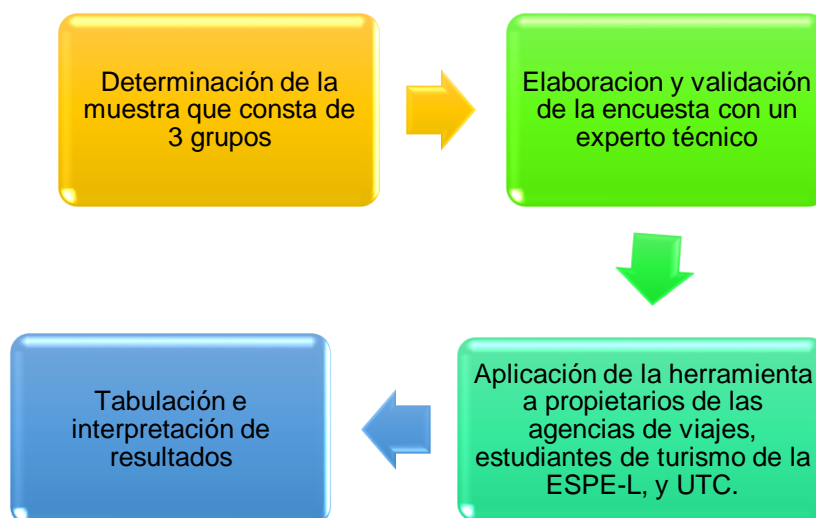 Determinación de la
muestra que consta de
3 grupos
Elaboracion y validación
de la encuesta con un
experto técnico
Aplicación de la herramienta
a propietarios de las
agencias de viajes,
estudiantes de turismo de la
ESPE-L, y UTC.
Tabulación e
interpretación de
resultados